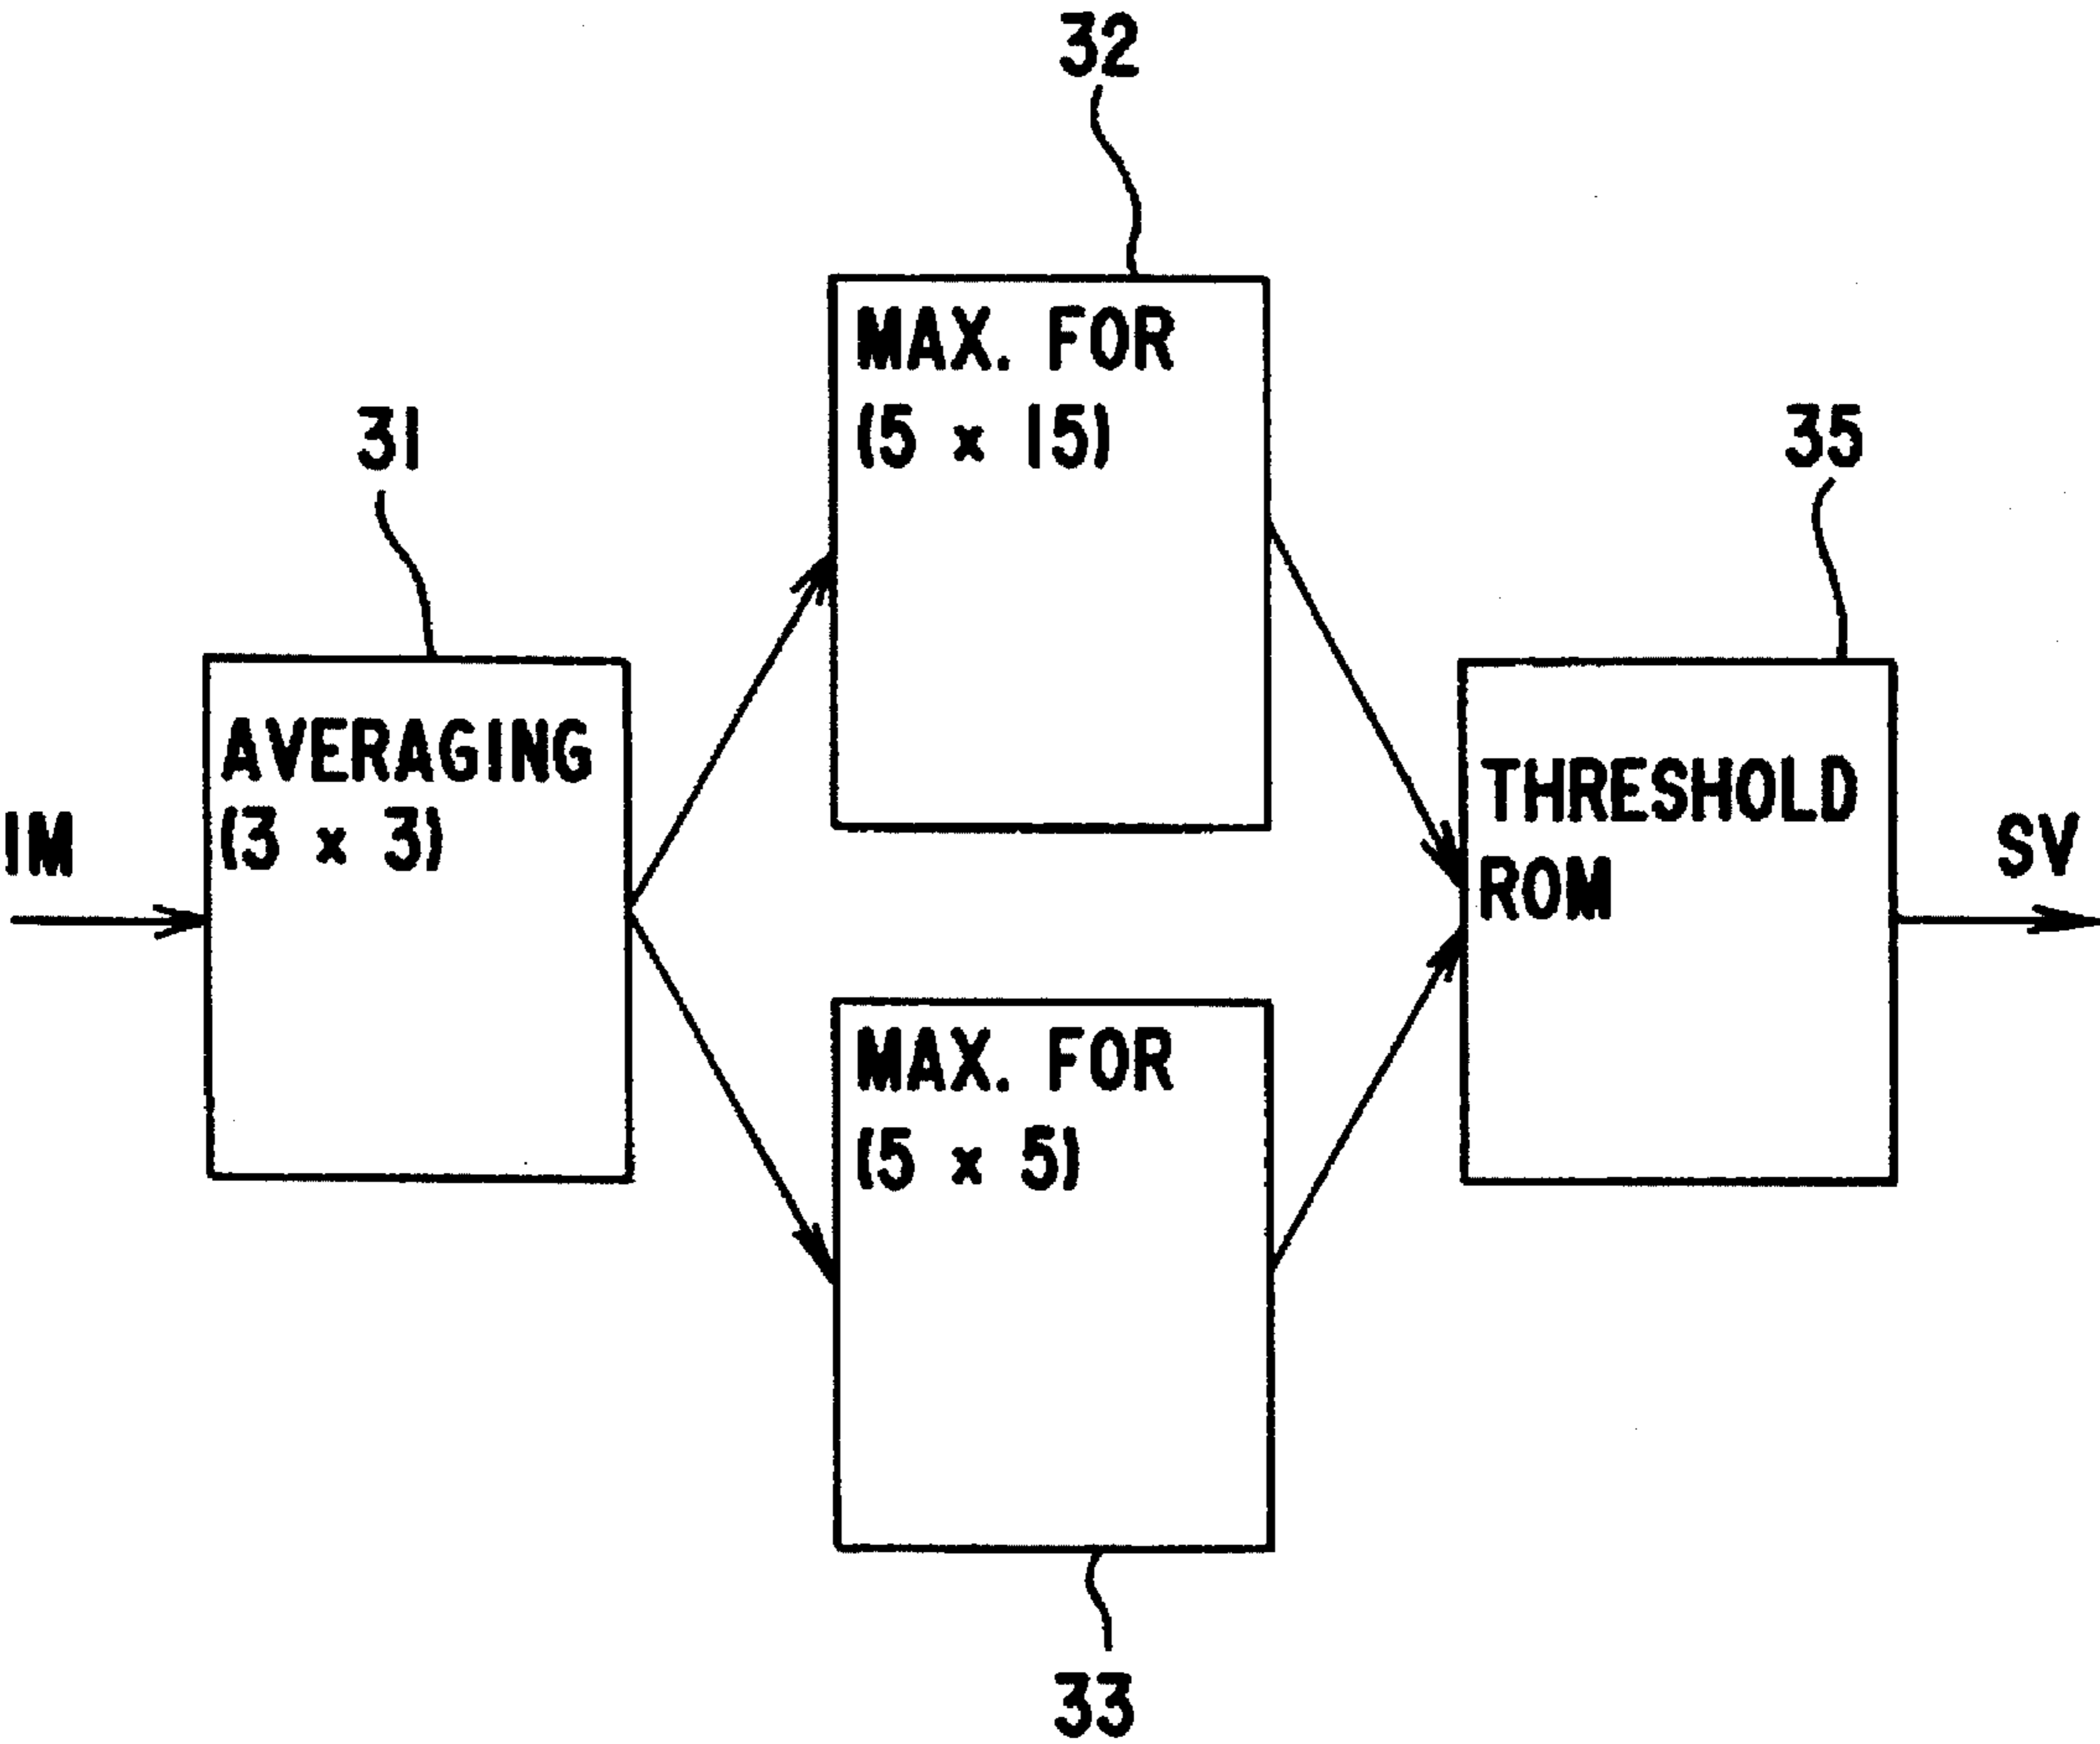 32
MAX. FOR
(5 x 15)
31
35
AVERAGING
(3 x 3)
IM
THRESHOLD
ROM
SV
MAX. FOR
(5 x 5)
33